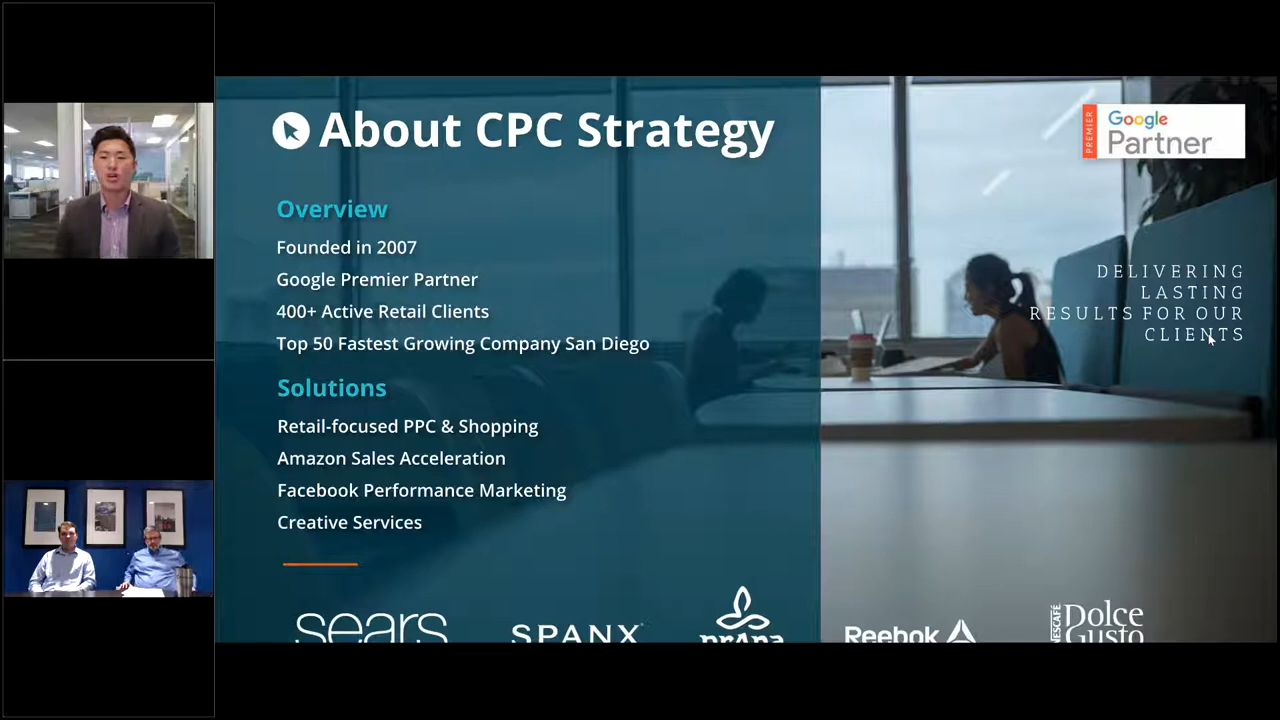 About CPC Strategy
PREMIER
Google
Partner
Overview
Founded in 2007
Google Premier Partner
400+ Active Retail Clients
Top 50 Fastest Growing Company San Diego
DELIVERING
LASTING
RESULTS FOR OUR
CLIENTS
Solutions
Retail-focused PPC & Shopping
Amazon Sales Acceleration
Facebook Performance Marketing
Creative Services
sears
SPANX
prAna
Reebok
NESCAFÉ
Dolce
Gusto